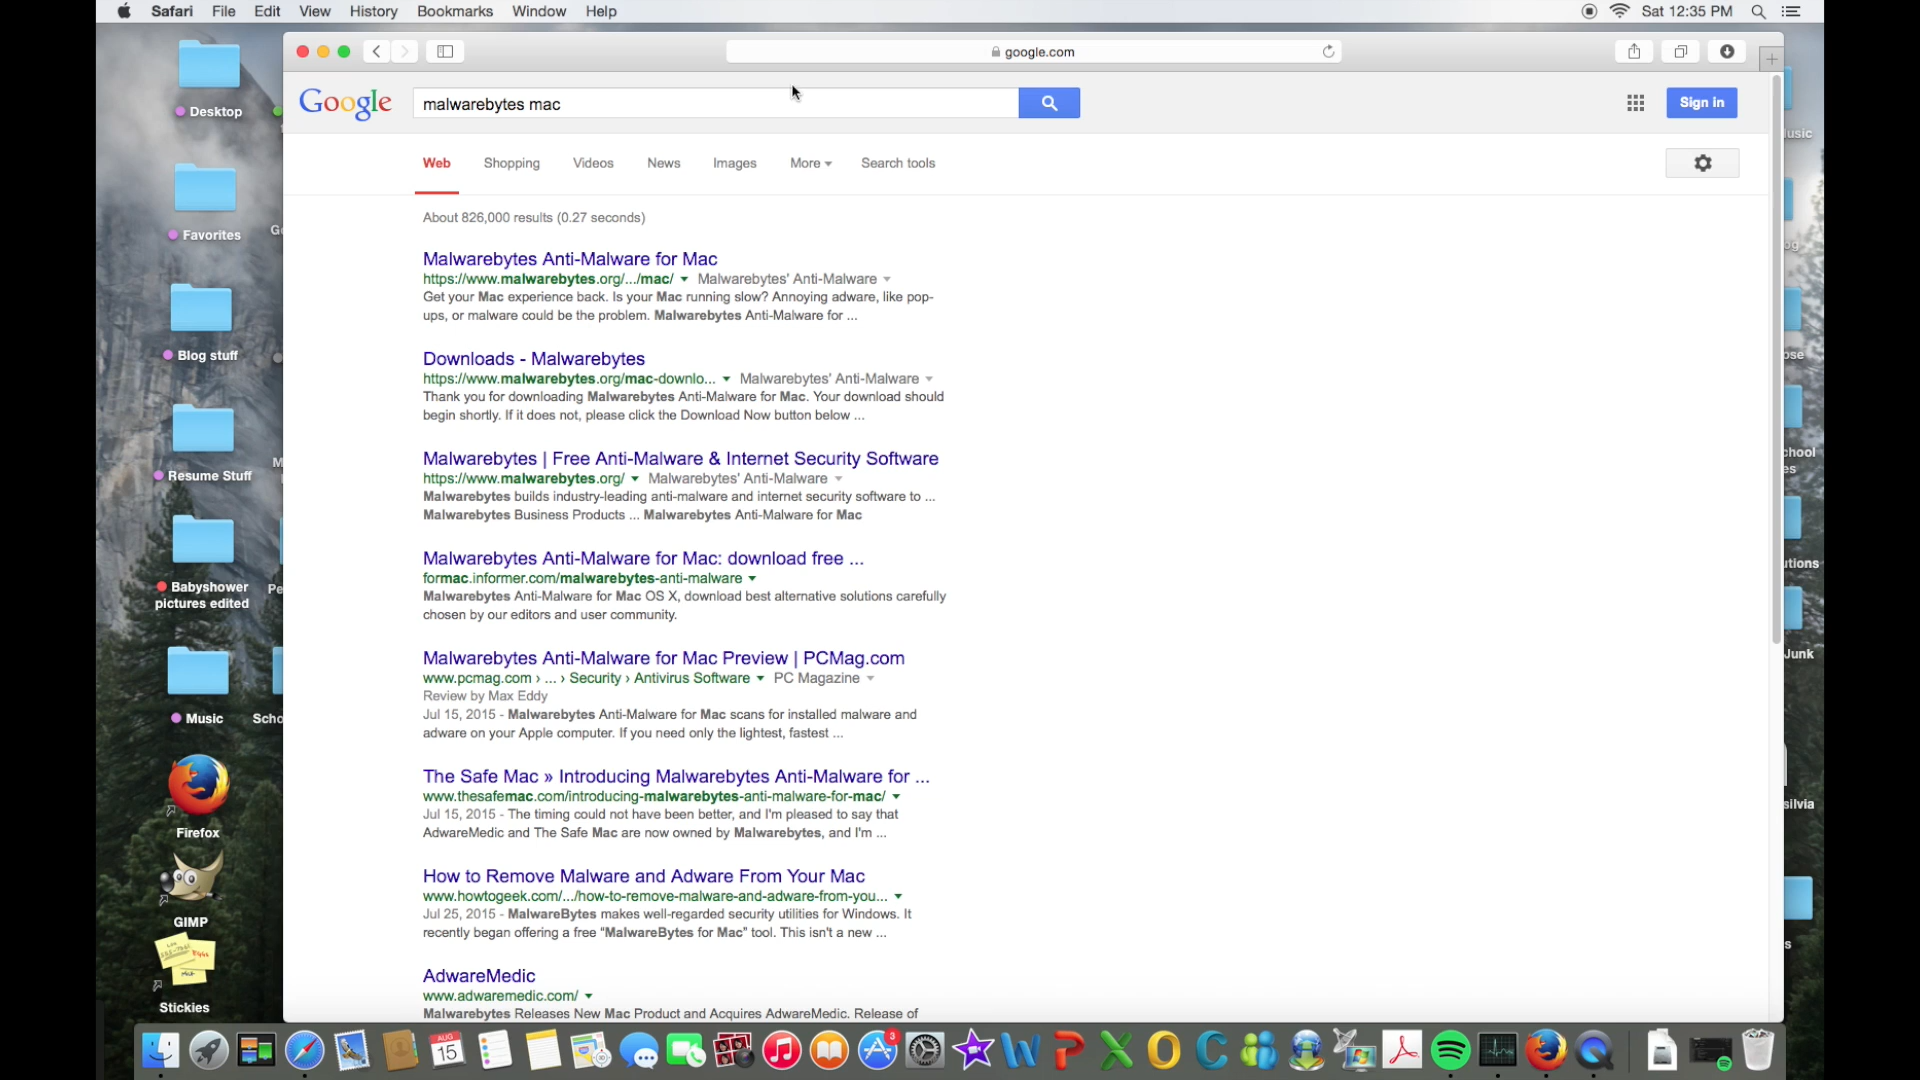 Safari File Edit View History Bookmarks Window Help
Sat 12:35 PM
google.com
Google
malwarebytes mac
Sign in
Web Shopping Videos News Images More Search tools
About 826,000 results (0.27 seconds)
Malwarebytes Anti-Malware for Mac
https://www.malwarebytes.org/.../mac/ Malwarebytes' Anti-Malware
Get your Mac experience back. Is your Mac running slow? Annoying adware, like pop-
ups, or malware could be the problem. Malwarebytes Anti-Malware for ...
Downloads - Malwarebytes
https://www.malwarebytes.org/mac-downlo... Malwarebytes' Anti-Malware
Thank you for downloading Malwarebytes Anti-Malware for Mac. Your download should
begin shortly. If it does not, please click the Download Now button below ...
Malwarebytes | Free Anti-Malware & Internet Security Software
https://www.malwarebytes.org/ Malwarebytes' Anti-Malware
Malwarebytes builds industry-leading anti-malware and internet security software to ...
Malwarebytes Business Products ... Malwarebytes Anti-Malware for Mac
Malwarebytes Anti-Malware for Mac: download free ...
formac.informer.com/malwarebytes-anti-malware
Malwarebytes Anti-Malware for Mac OS X, download best alternative solutions carefully
chosen by our editors and user community.
Malwarebytes Anti-Malware for Mac Preview | PCMag.com
www.pcmag.com › ... › Security › Antivirus Software PC Magazine
Review by Max Eddy
Jul 15, 2015 - Malwarebytes Anti-Malware for Mac scans for installed malware and
adware on your Apple computer. If you need only the lightest, fastest ...
The Safe Mac » Introducing Malwarebytes Anti-Malware for ...
www.thesafemac.com/introducing-malwarebytes-anti-malware-for-mac/
Jul 15, 2015 - The timing could not have been better, and I'm pleased to say that
AdwareMedic and The Safe Mac are now owned by Malwarebytes, and I'm ...
How to Remove Malware and Adware From Your Mac
www.howtogeek.com/.../how-to-remove-malware-and-adware-from-you...
Jul 25, 2015 - MalwareBytes makes well-regarded security utilities for Windows. It
recently began offering a free "MalwareBytes for Mac" tool. This isn't a new ...
AdwareMedic
www.adwaremedic.com/
Malwarebytes Releases New Mac Product and Acquires AdwareMedic. Release of
Desktop
Favorites
Blog stuff
Resume Stuff
Babyshower
pictures edited
Music
Scho
Firefox
GIMP
Stickies
Junk
silvia
AUG
15
3